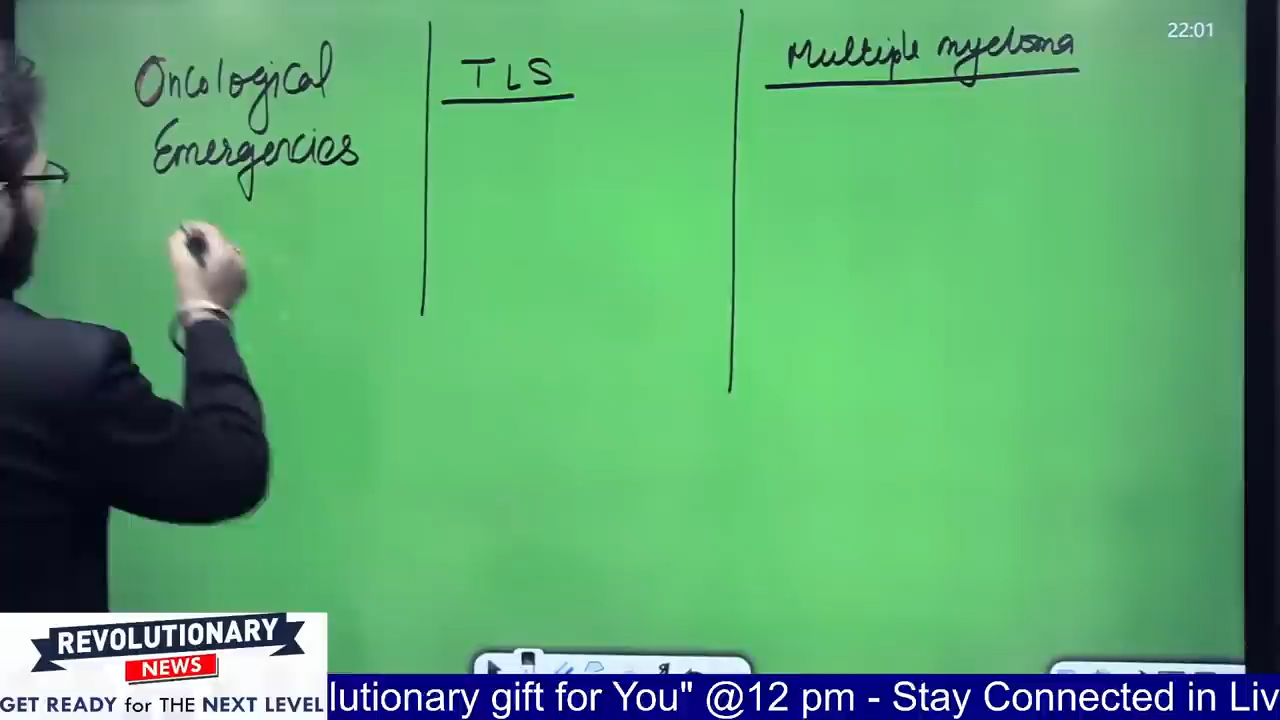 22:01
Oncological
Emergencies
TLS
Multiple myeloma
REVOLUTIONARY
NEWS
GET READY for THE NEXT LEVEL
lutionary gift for You" @12 pm - Stay Connected in Liv